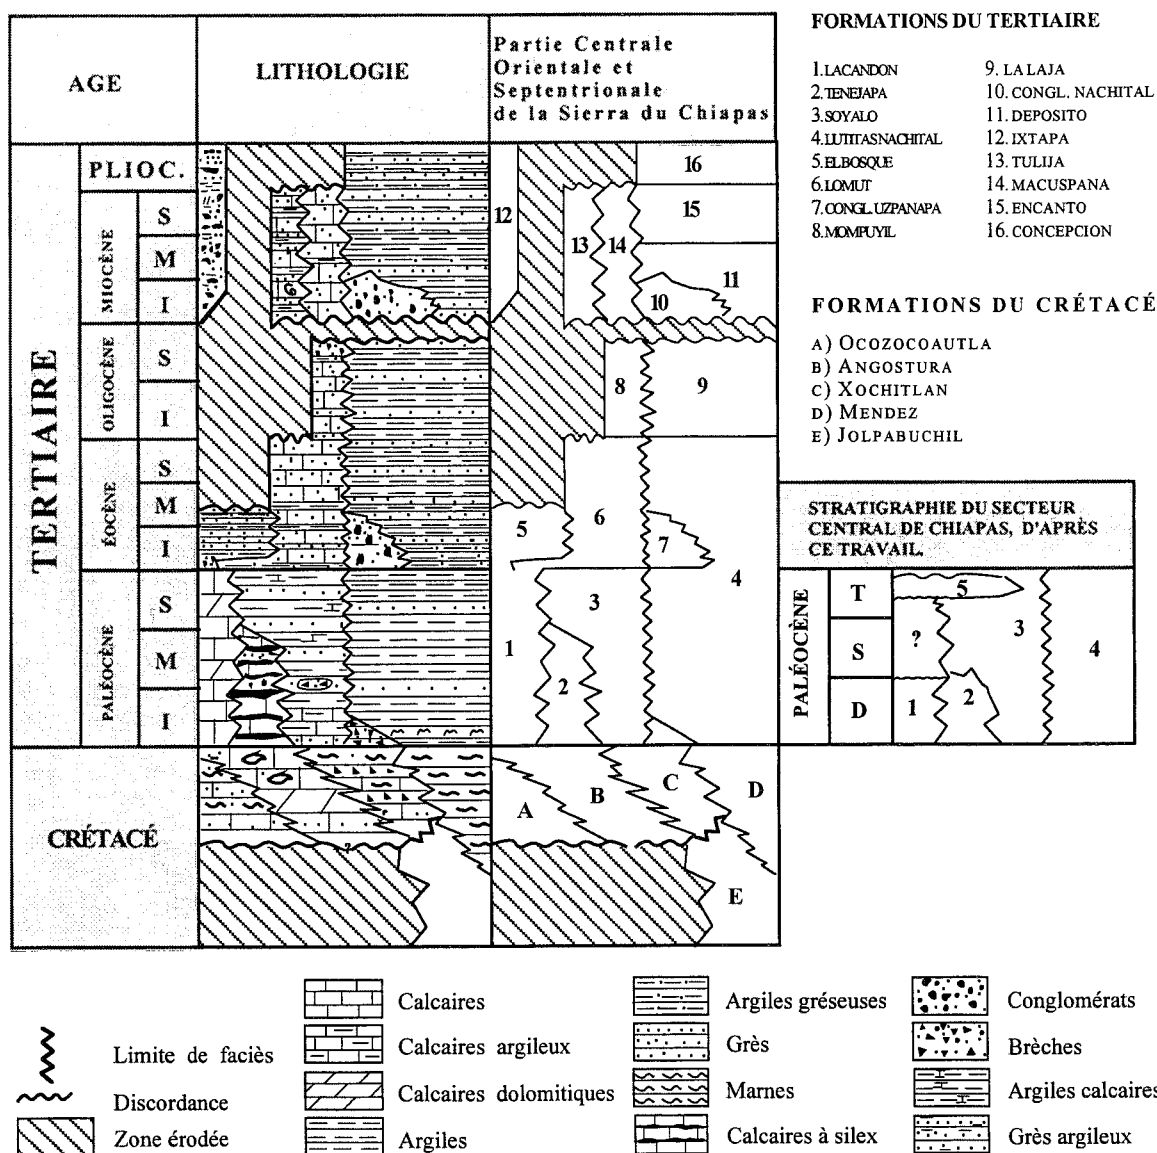 AGE
LITHOLOGIE
Partie Centrale
Orientale et
Septentrionale
de la Sierra du Chiapas
TERTIAIRE
PLIOC.
MIOCÈNE
S
M
I
OLIGOCÈNE
S
I
ÉOCÈNE
S
M
I
PALÉOCÈNE
S
M
I
CRÉTACÉ
?
12
16
15
13
14
11
10
8
9
6
5
7
4
3
1
2
A
B
C
D
E
FORMATIONS DU TERTIAIRE
1. LACANDON
2. TENEJAPA
3. SOYALO
4. LUTITAS NACHITAL
5. EL BOSQUE
6. LOMUT
7. CONGL. UZPANAPA
8. MOMPUYIL
9. LA LAJA
10. CONGL. NACHITAL
11. DEPOSITO
12. IXTAPA
13. TULIJA
14. MACUSPANA
15. ENCANTO
16. CONCEPCION
FORMATIONS DU CRÉTACÉ
A) OCOZOCOAUTLA
B) ANGOSTURA
C) XOCHITLAN
D) MENDEZ
E) JOLPABUCHIL
STRATIGRAPHIE DU SECTEUR
CENTRAL DE CHIAPAS, D'APRÈS
CE TRAVAIL.
PALÉOCÈNE
T
S
D
5
?
3
4
1
2
Limite de faciès
Discordance
Zone érodée
Calcaires
Calcaires argileux
Calcaires dolomitiques
Argiles
Argiles gréseuses
Grès
Marnes
Calcaires à silex
Conglomérats
Brèches
Argiles calcaires
Grès argileux